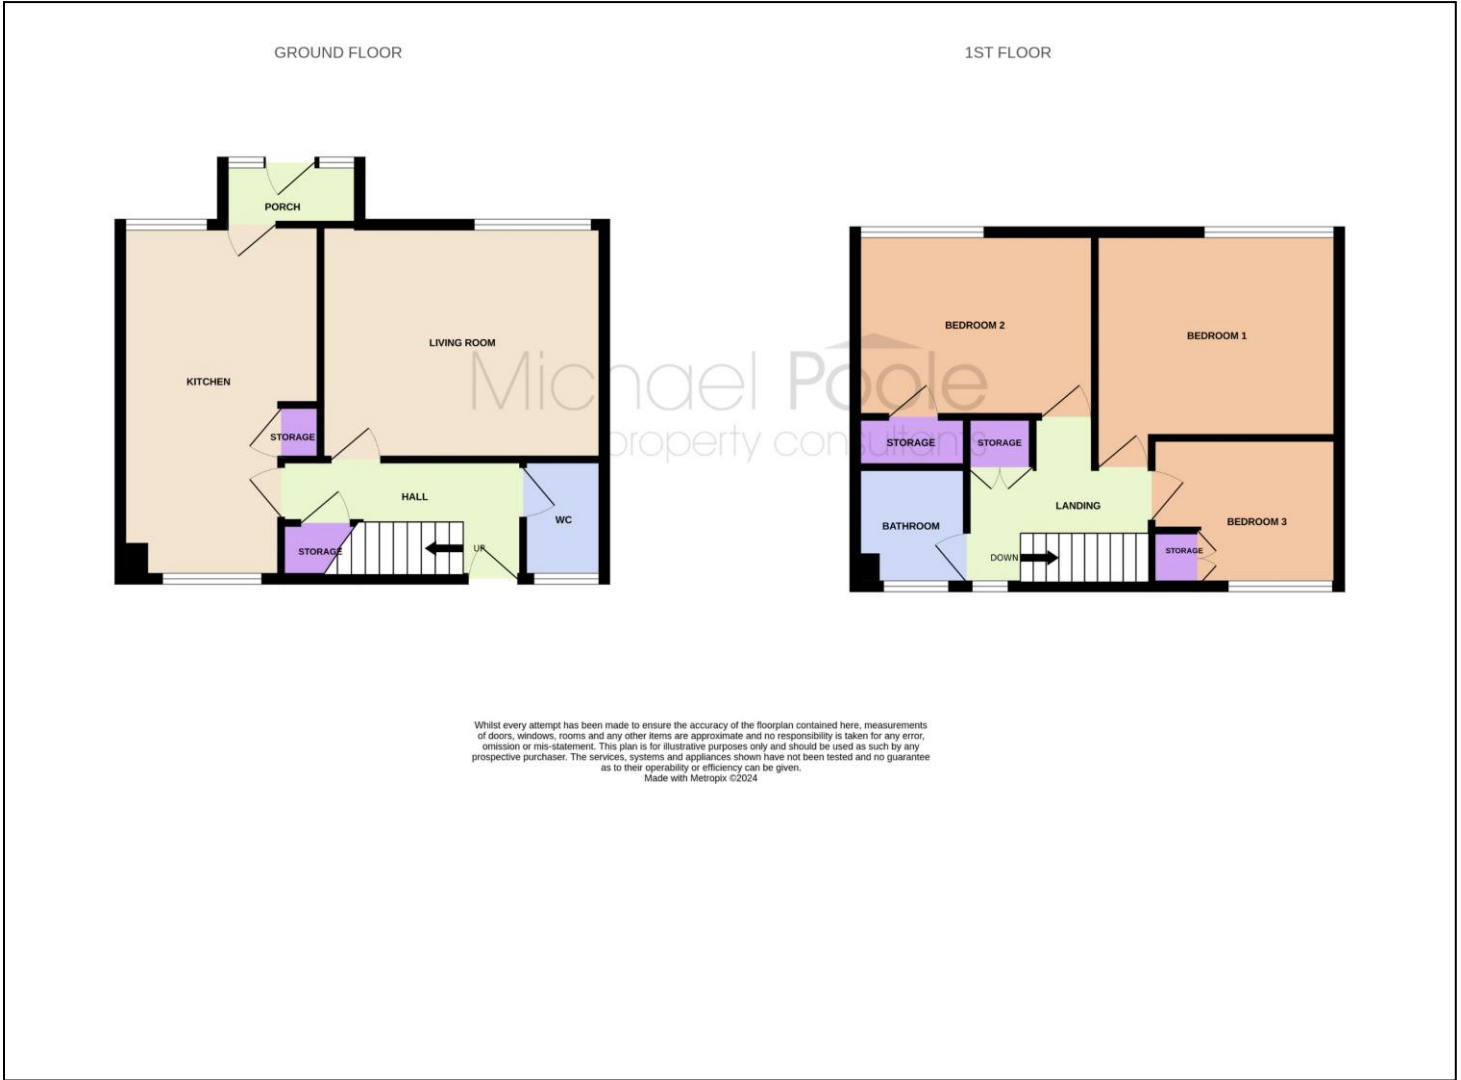 GROUND FLOOR
1ST FLOOR
PORCH
LIVING ROOM
KITCHEN
STORAGE
HALL
WC
STORAGE
UP
BEDROOM 2
BEDROOM 1
STORAGE
STORAGE
LANDING
BATHROOM
BEDROOM 3
STORAGE
DOWN
Michael Poole
property consultants
Whilst every attempt has been made to ensure the accuracy of the floorplan contained here, measurements
of doors, windows, rooms and any other items are approximate and no responsibility is taken for any error,
omission or mis-statement. This plan is for illustrative purposes only and should be used as such by any
prospective purchaser. The services, systems and appliances shown have not been tested and no guarantee
as to their operability or efficiency can be given.
Made with Metropix ©2024